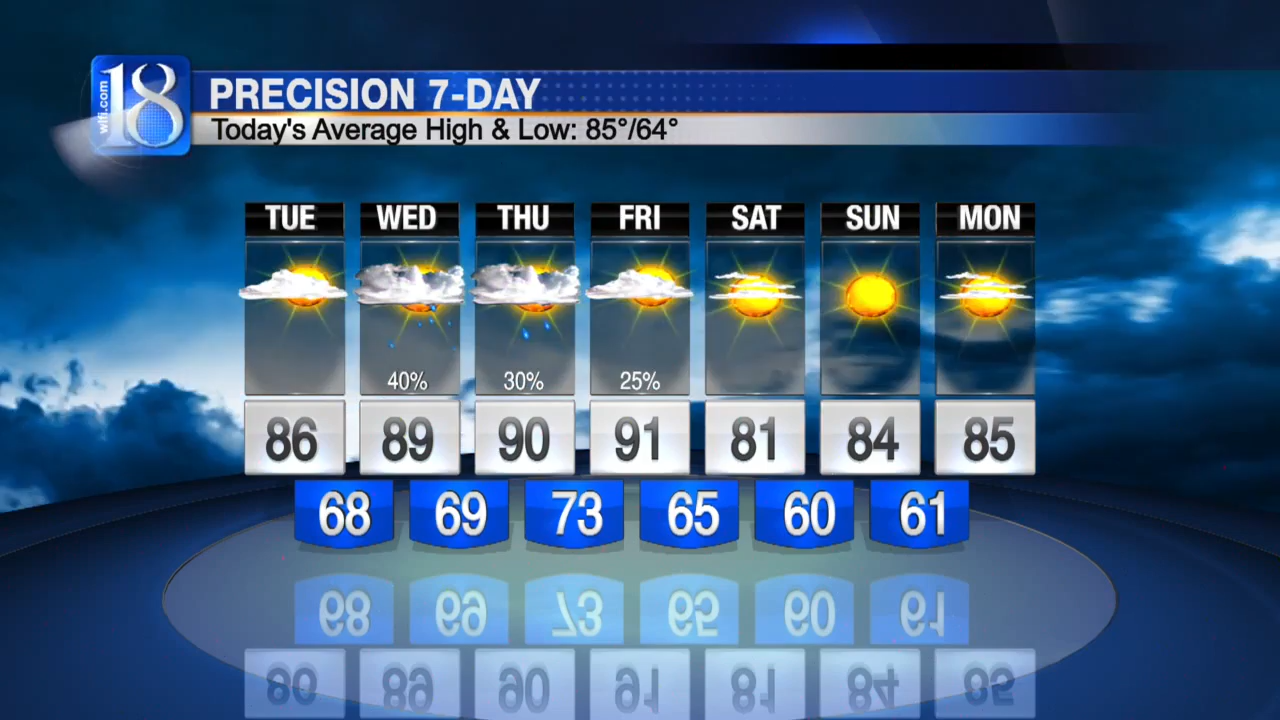 wlfi.com
18
PRECISION 7-DAY
Today's Average High & Low: 85°/64°
TUE WED THU FRI SAT SUN MON
40% 30% 25%
86 89 90 91 81 84 85
68 69 73 65 60 61